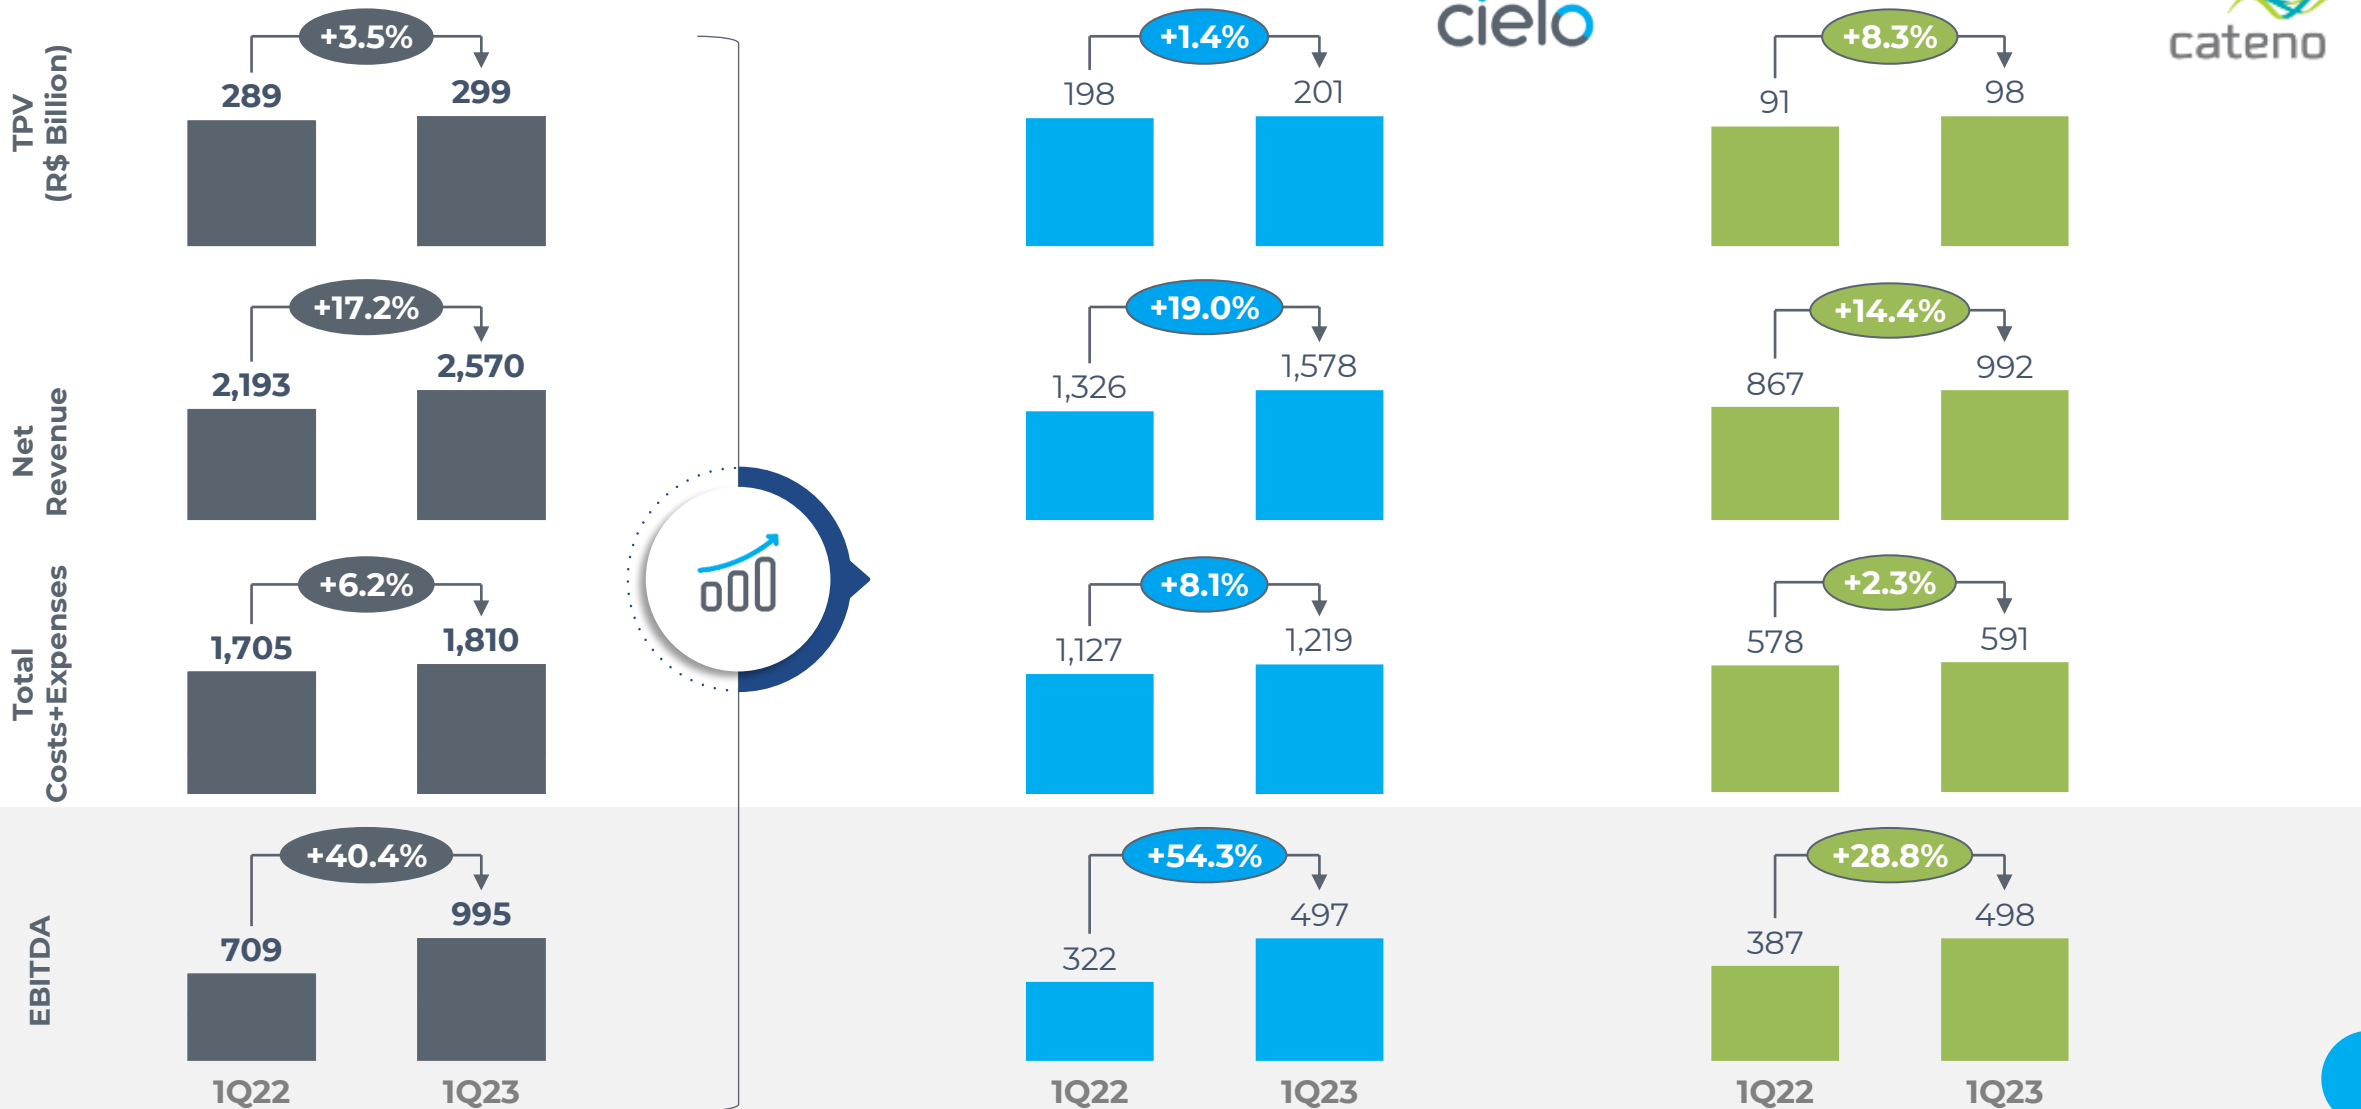 cielo
cateno
TPV
(R$ Billion)
+3.5%
289
299
+1.4%
198
201
+8.3%
91
98
Net
Revenue
+17.2%
2,193
2,570
+19.0%
1,326
1,578
+14.4%
867
992
Total
Costs+Expenses
+6.2%
1,705
1,810
+8.1%
1,127
1,219
+2.3%
578
591
EBITDA
+40.4%
709
995
+54.3%
322
497
+28.8%
387
498
1Q22
1Q23
1Q22
1Q23
1Q22
1Q23